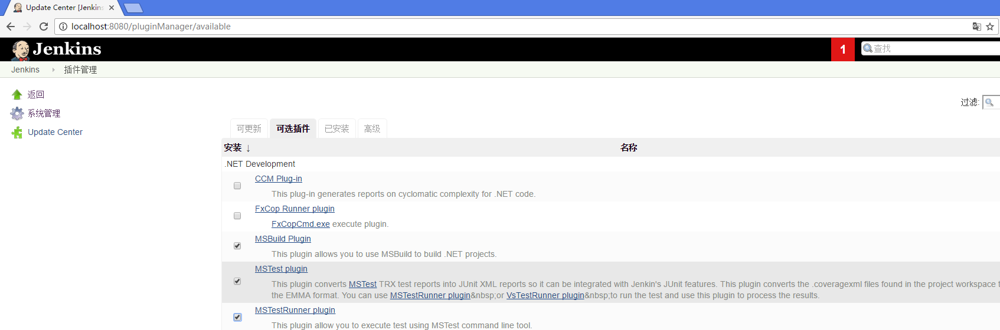 Update Center [Jenkins
localhost:8080/pluginManager/available
Jenkins
1
查找
Jenkins 插件管理
返回
过滤:
系统管理
Update Center
可更新 可选插件 已安装 高级
安装 ↓ 名称
.NET Development
CCM Plug-in
This plug-in generates reports on cyclomatic complexity for .NET code.
FxCop Runner plugin
FxCopCmd.exe execute plugin.
MSBuild Plugin
This plugin allows you to use MSBuild to build .NET projects.
MSTest plugin
This plugin converts MSTest TRX test reports into JUnit XML reports so it can be integrated with Jenkin's JUnit features. This plugin converts the .coveragexml files found in the project workspace t
the EMMA format. You can use MSTestRunner plugin&nbsp;or VsTestRunner plugin&nbsp;to run the test and use this plugin to process the results.
MSTestRunner plugin
This plugin allow you to execute test using MSTest command line tool.